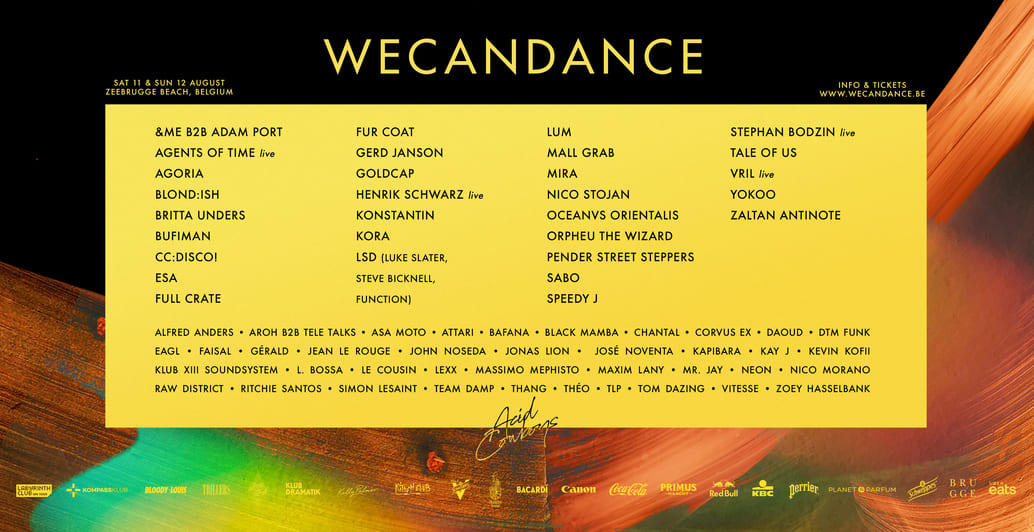 WECANDANCE
SAT 11 & SUN 12 AUGUST
ZEEBRUGGE BEACH, BELGIUM
INFO & TICKETS
WWW.WECANDANCE.BE
&ME B2B ADAM PORT
AGENTS OF TIME live
AGORIA
BLOND:ISH
BRITTA UNDERS
BUFIMAN
CC:DISCO!
ESA
FULL CRATE
FUR COAT
GERD JANSON
GOLDCAP
HENRIK SCHWARZ live
KONSTANTIN
KORA
LSD (LUKE SLATER,
STEVE BICKNELL,
FUNCTION)
LUM
MALL GRAB
MIRA
NICO STOJAN
OCEANVS ORIENTALIS
ORPHEU THE WIZARD
PENDER STREET STEPPERS
SABO
SPEEDY J
STEPHAN BODZIN live
TALE OF US
VRIL live
YOKOO
ZALTAN ANTINOTE
ALFRED ANDERS • AROH B2B TELE TALKS • ASA MOTO • ATTARI • BAFANA • BLACK MAMBA • CHANTAL • CORVUS EX • DAOUD • DTM FUNK
EAGL • FAISAL • GÉRALD • JEAN LE ROUGE • JOHN NOSEDA • JONAS LION • JOSÉ NOVENTA • KAPIBARA • KAY J • KEVIN KOFII
KLUB XIII SOUNDSYSTEM • L. BOSSA • LE COUSIN • LEXX • MASSIMO MEPHISTO • MAXIM LANY • MR. JAY • NEON • NICO MORANO
RAW DISTRICT • RITCHIE SANTOS • SIMON LESAINT • TEAM DAMP • THANG • THÉO • TLP • TOM DAZING • VITESSE • ZOEY HASSELBANK
Acid
Cowboys
LABYRINTH
CLUB
KOMPASSKLUB
BLOODY LOUIS
TRILLERS
KLUB
DRAMATIK
BACARDI
Canon
Coca-Cola
PRIMUS
Red Bull
KBC
perrier
PLANET PARFUM
Schweppes
BRU
GGE
UBER
eats